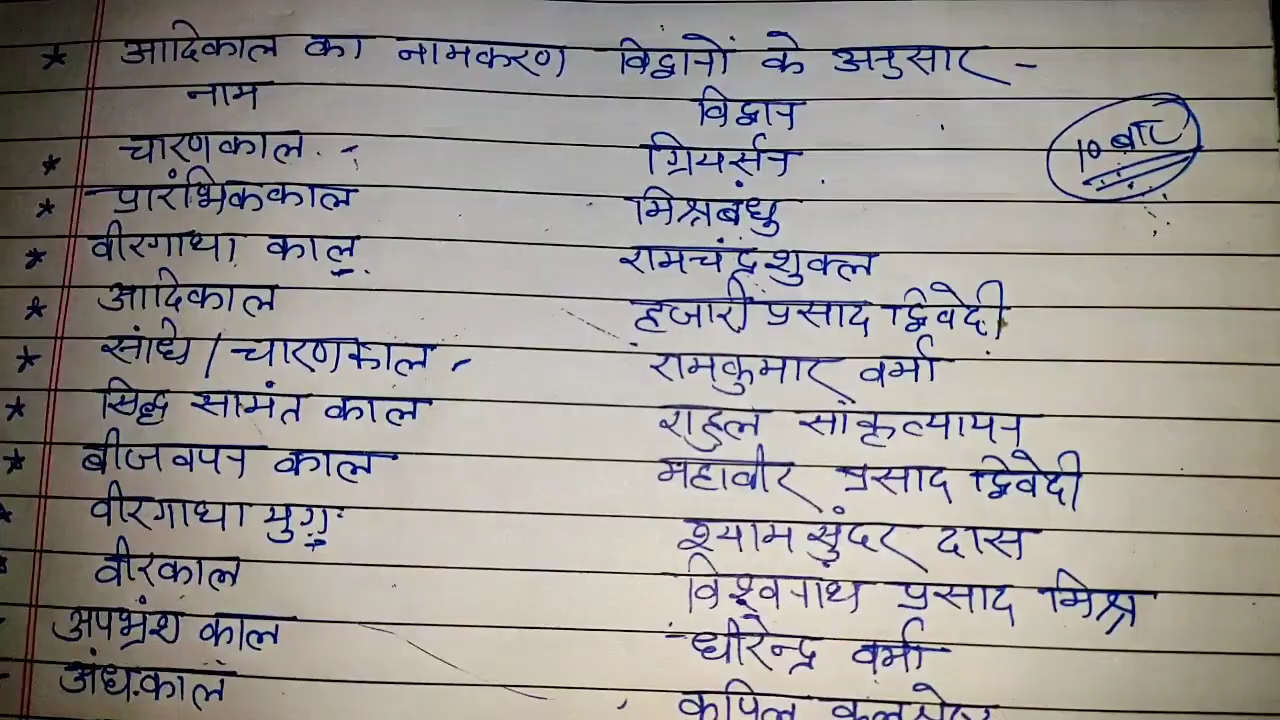 * आदिकाल का नामकरण विद्वानों के अनुसार -
नाम विद्वान
10 बार
* चारणकाल - ग्रियर्सन
* प्रारंभिककाल मिश्रबंधु
* वीरगाथा काल रामचंद्र शुक्ल
* आदिकाल हजारी प्रसाद द्विवेदी
* संधि / चारणकाल - रामकुमार वर्मा
* सिद्ध सामंत काल राहुल सांकृत्यायन
* बीजवपन काल महावीर प्रसाद द्विवेदी
* वीरगाथा युग श्याम सुंदर दास
* वीरकाल विश्वनाथ प्रसाद मिश्र
अपभ्रंश काल धीरेन्द्र वर्मा
अंधकाल कपिल